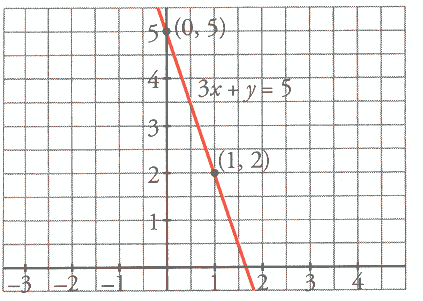 5 (0, 5)
4
3x + y = 5
3
(1, 2)
2
1
–3 –2 –1 1 2 3 4